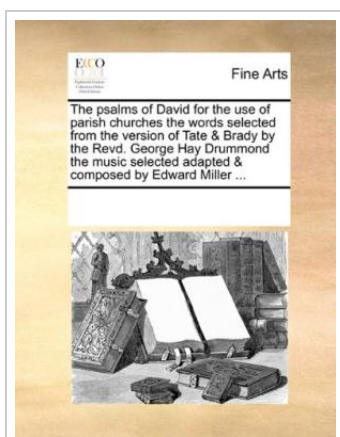 ECCO
Fine Arts
The psalms of David for the use of
parish churches the words selected
from the version of Tate & Brady by
the Revd. George Hay Drummond
the music selected adapted &
composed by Edward Miller ...